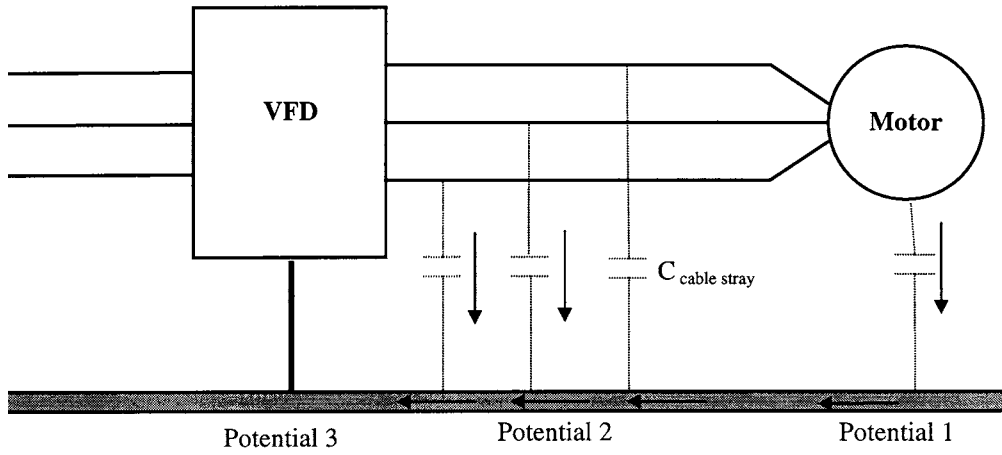 VFD
Motor
C cable stray
Potential 3
Potential 2
Potential 1